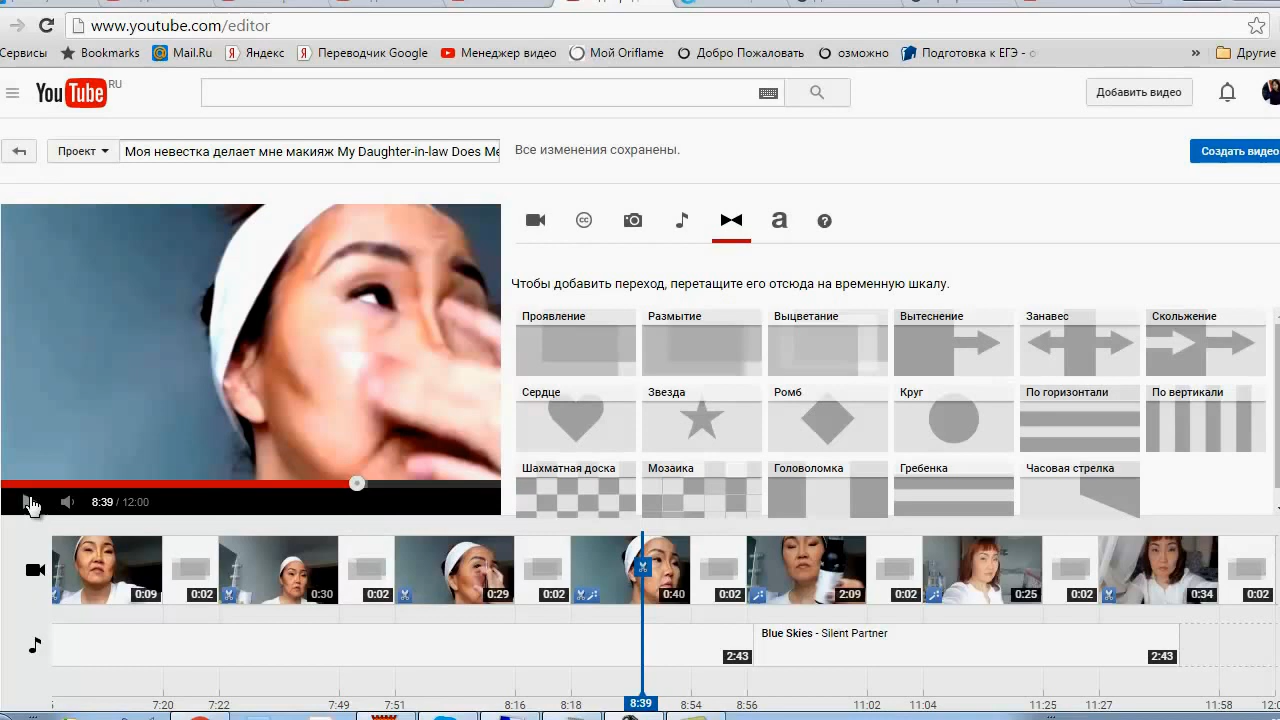 www.youtube.com/editor
Сервисы Bookmarks Mail.Ru Яндекс Переводчик Google Менеджер видео Мой Oriflame Добро Пожаловать озможно Подготовка к ЕГЭ - » Другие
YouTube RU Добавить видео
Проект Моя невестка делает мне макияж My Daughter-in-law Does Me Все изменения сохранены. Создать видео
a ?
Чтобы добавить переход, перетащите его отсюда на временную шкалу.
Проявление Размытие Выцветание Вытеснение Занавес Скольжение
Сердце Звезда Ромб Круг По горизонтали По вертикали
Шахматная доска Мозаика Головоломка Гребенка Часовая стрелка
8:39 / 12:00
0:09 0:02 0:30 0:02 0:29 0:02 0:40 0:02 2:09 0:02 0:25 0:02 0:34 0:02
Blue Skies - Silent Partner
2:43 2:43
7:20 7:22 7:49 7:51 8:16 8:18 8:39 8:54 8:56 11:02 11:04 11:25 11:27 11:58